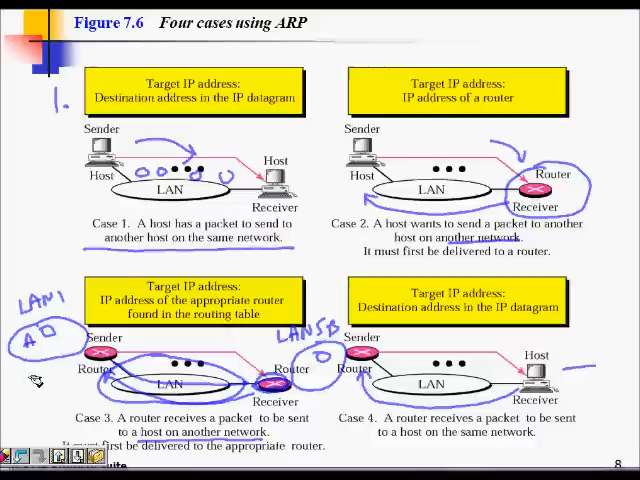 Figure 7.6 Four cases using ARP
1.
Target IP address:
Destination address in the IP datagram
Sender
Host
Host
LAN
Case 1. A host has a packet to send to
another host on the same network.
Target IP address:
IP address of a router
Sender
Host
Router
LAN
Receiver
Case 2. A host wants to send a packet to another
host on another network.
It must first be delivered to a router.
LAN1
A
Target IP address:
IP address of the appropriate router
found in the routing table
Sender
Router
LAN
Router
Receiver
Case 3. A router receives a packet to be sent
to a host on another network.
It must first be delivered to the appropriate router.
LAN5B
Target IP address:
Destination address in the IP datagram
Sender
Router
LAN
Host
Receiver
Case 4. A router receives a packet to be sent
to a host on the same network.
8